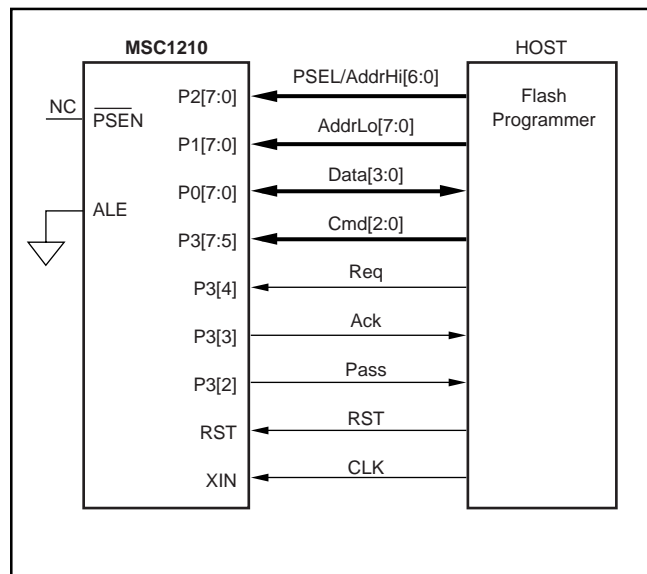 MSC1210
HOST
PSEL/AddrHi[6:0]
P2[7:0]
Flash
Programmer
NC
PSEN
AddrLo[7:0]
P1[7:0]
Data[3:0]
P0[7:0]
ALE
Cmd[2:0]
P3[7:5]
Req
P3[4]
Ack
P3[3]
Pass
P3[2]
RST
RST
CLK
XIN